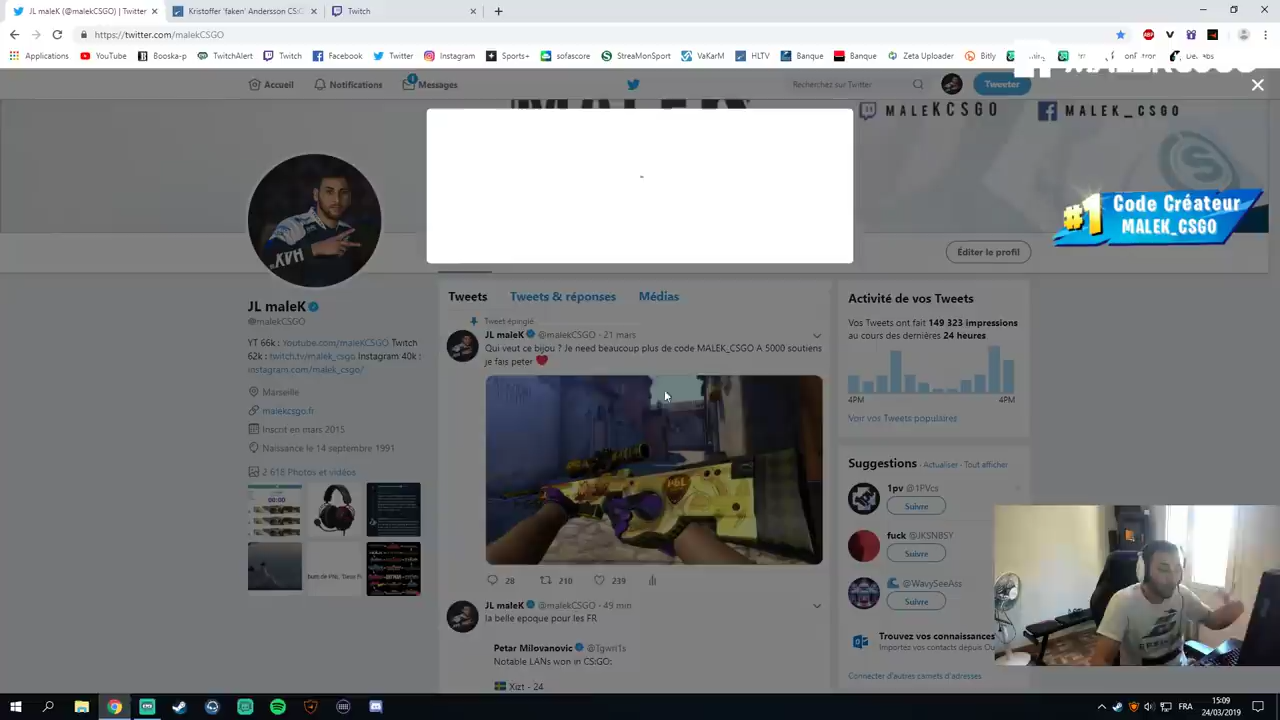 JL maleK (@malekCSGO) | Twitter
Kristoffer 'faken' Andersson CS:G
Twitch
https://twitter.com/malekCSGO
Applications YouTube Booska-p TwitchAlert Twitch Facebook Twitter Instagram Sports+ sofascore StreaMonSport VaKarM HLTV Banque Banque Zeta Uploader Bitly
Accueil Notifications Messages
Recherchez sur Twitter
Tweeter
MALEKCSGO
MALEK_CSGO
#1 Code Créateur
MALEK_CSGO
Éditer le profil
JL maleK
@malekCSGO
YT 66k : Youtube.com/maleKCSGO Twitch
62k : twitch.tv/malek_csgo Instagram 40k :
instagram.com/malek_csgo/
Marseille
malekcsgo.fr
Inscrit en mars 2015
Naissance le 14 septembre 1991
2 618 Photos et vidéos
00:00
Tweets Tweets & réponses Médias
Tweet épinglé
JL maleK @malekCSGO · 21 mars
Qui veut ce bijou ? Je need beaucoup plus de code MALEK_CSGO A 5000 soutiens
je fais peter
28 210 239
JL maleK @malekCSGO · 49 min
la belle epoque pour les FR
Petar Milovanovic @Tgwri1s
Notable LANs won in CS:GO:
Xizt - 24
Activité de vos Tweets
Vos Tweets ont fait 149 323 impressions
au cours des dernières 24 heures
4PM 4PM
Voir vos Tweets populaires
Suggestions · Actualiser · Tout afficher
1pv @1PVcs
Suivre
fuck @JKSNBSY
Suivre
@WavySeeAss
Suivre
Trouvez vos connaissances
Importez vos contacts depuis Ou
Connecter d'autres carnets d'adresses
FRA
15:09
24/03/2019